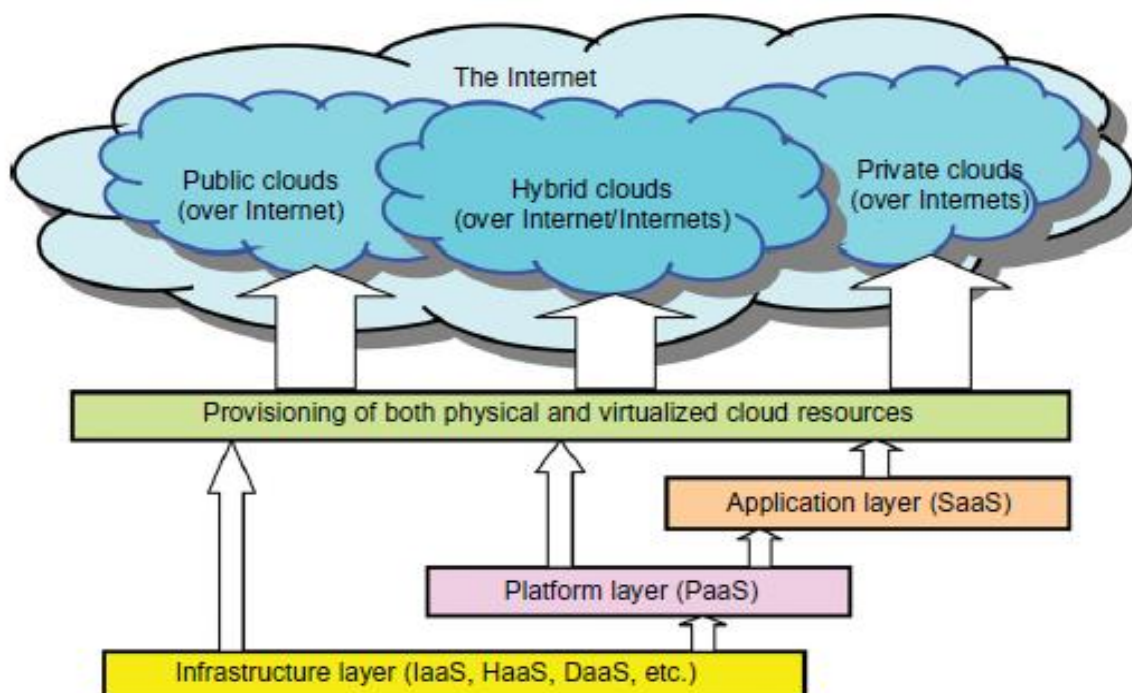 The Internet
Public clouds
(over Internet)
Hybrid clouds
(over Internet/Internets)
Private clouds
(over Internets)
Provisioning of both physical and virtualized cloud resources
Application layer (SaaS)
Platform layer (PaaS)
Infrastructure layer (IaaS, HaaS, DaaS, etc.)